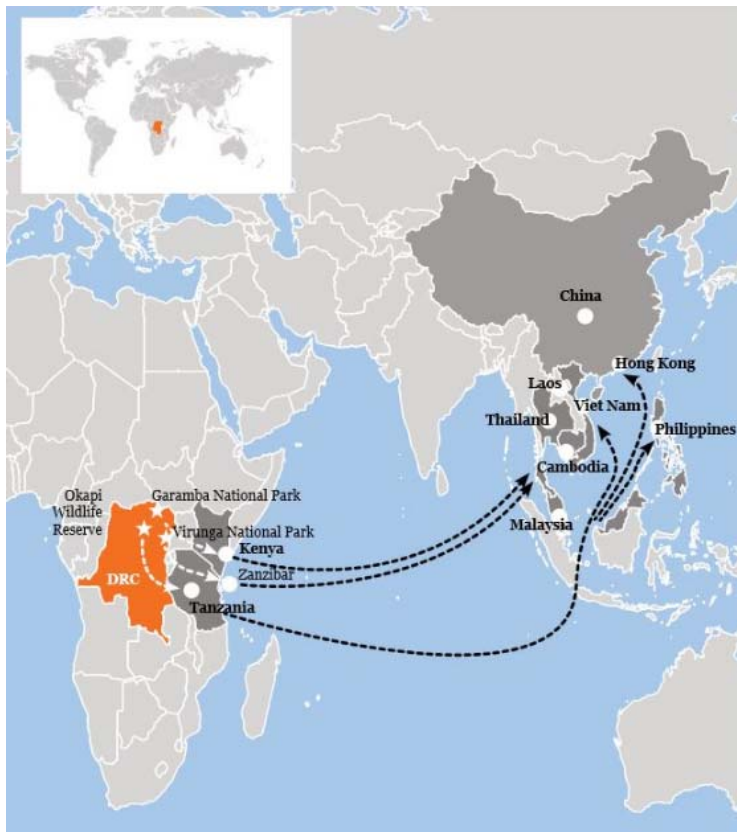 China
Hong Kong
Laos
Viet Nam
Thailand
Philippines
Cambodia
Malaysia
Okapi
Wildlife
Reserve
Garamba National Park
Virunga National Park
Kenya
Zanzibar
DRC
Tanzania